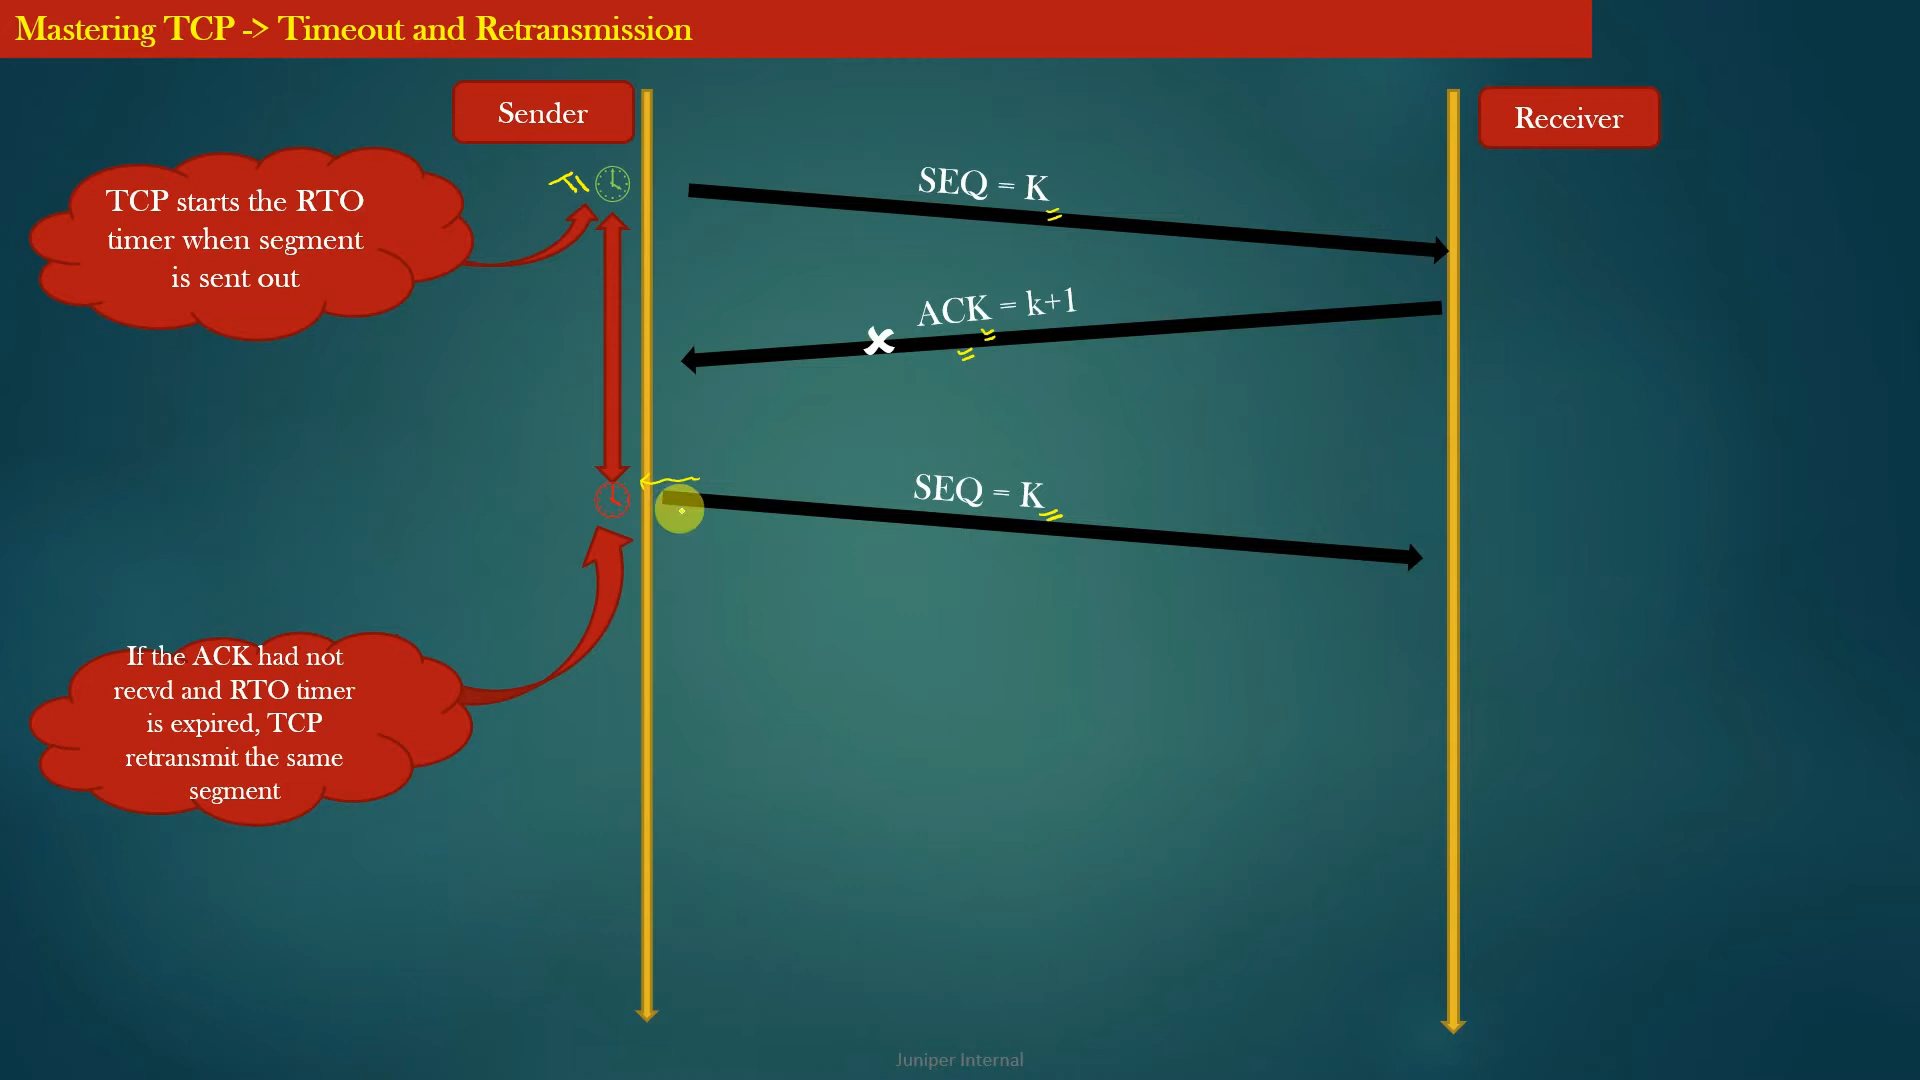 Mastering TCP -> Timeout and Retransmission
Sender
Receiver
T1
TCP starts the RTO
timer when segment
is sent out
SEQ = K
ACK = k+1
SEQ = K
If the ACK had not
recvd and RTO timer
is expired, TCP
retransmit the same
segment
Juniper Internal